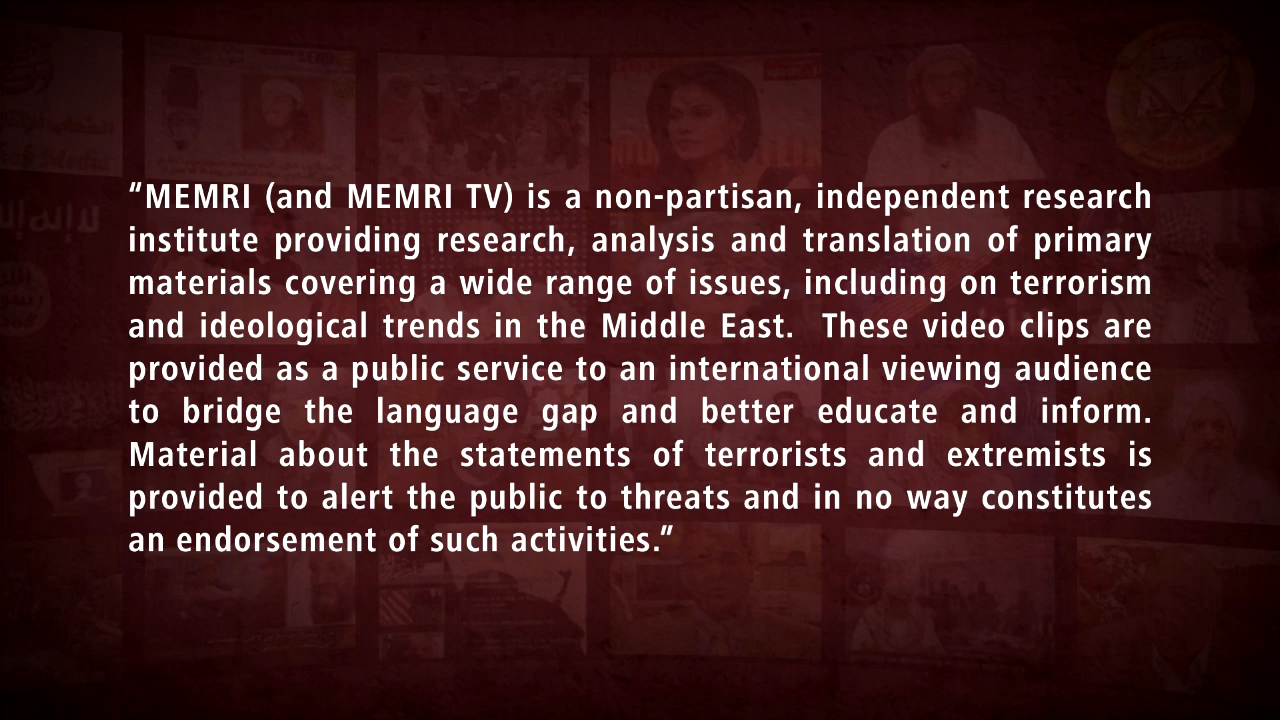 “MEMRI (and MEMRI TV) is a non-partisan, independent research
institute providing research, analysis and translation of primary
materials covering a wide range of issues, including on terrorism
and ideological trends in the Middle East.  These video clips are
provided as a public service to an international viewing audience
to bridge the language gap and better educate and inform.
Material about the statements of terrorists and extremists is
provided to alert the public to threats and in no way constitutes
an endorsement of such activities.”